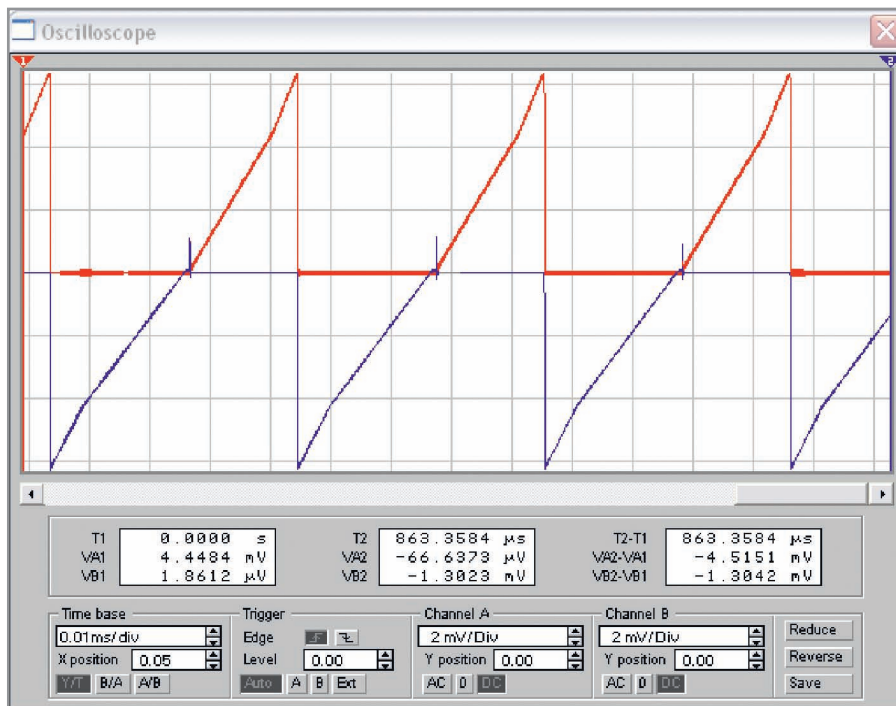 Oscilloscope
1
2
T1 0.0000 s
VA1 4.4484 mV
VB1 1.8612 µV
T2 863.3584 µs
VA2 -66.6373 µV
VB2 -1.3023 mV
T2-T1 863.3584 µs
VA2-VA1 -4.5151 mV
VB2-VB1 -1.3042 mV
Time base
0.01ms/div
X position 0.05
Y/T B/A A/B
Trigger
Edge
Level 0.00
Auto A B Ext
Channel A
2 mV/Div
Y position 0.00
AC 0 DC
Channel B
2 mV/Div
Y position 0.00
AC 0 DC
Reduce
Reverse
Save